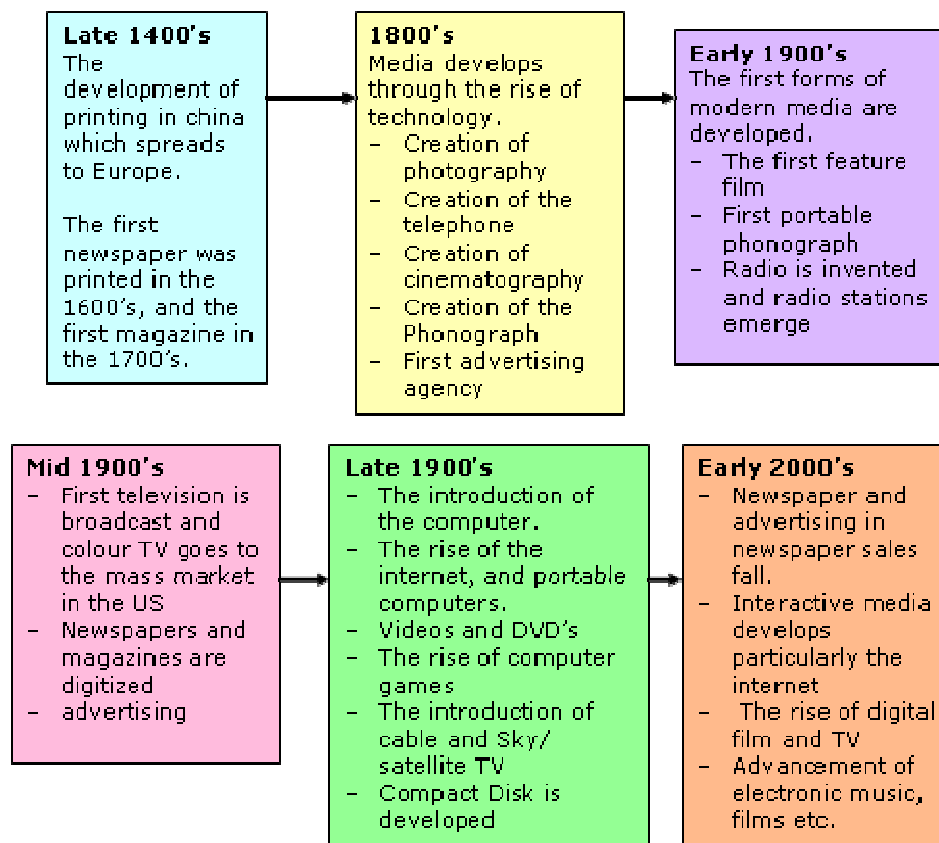 Late 1400's
The
development of
printing in china
which spreads
to Europe.
The first
newspaper was
printed in the
1600's, and the
first magazine in
the 1700's.
1800's
Media develops
through the rise of
technology.
- Creation of
photography
- Creation of the
telephone
- Creation of
cinematography
- Creation of the
Phonograph
- First advertising
agency
Early 1900's
The first forms of
modern media are
developed.
- The first feature
film
- First portable
phonograph
- Radio is invented
and radio stations
emerge
Mid 1900's
- First television is
broadcast and
colour TV goes to
the mass market
in the US
- Newspapers and
magazines are
digitized
- advertising
Late 1900's
- The introduction of
the computer.
- The rise of the
internet, and portable
computers.
- Videos and DVD's
- The rise of computer
games
- The introduction of
cable and Sky/
satellite TV
- Compact Disk is
developed
Early 2000's
- Newspaper and
advertising in
newspaper sales
fall.
- Interactive media
develops
particularly the
internet
- The rise of digital
film and TV
- Advancement of
electronic music,
films etc.